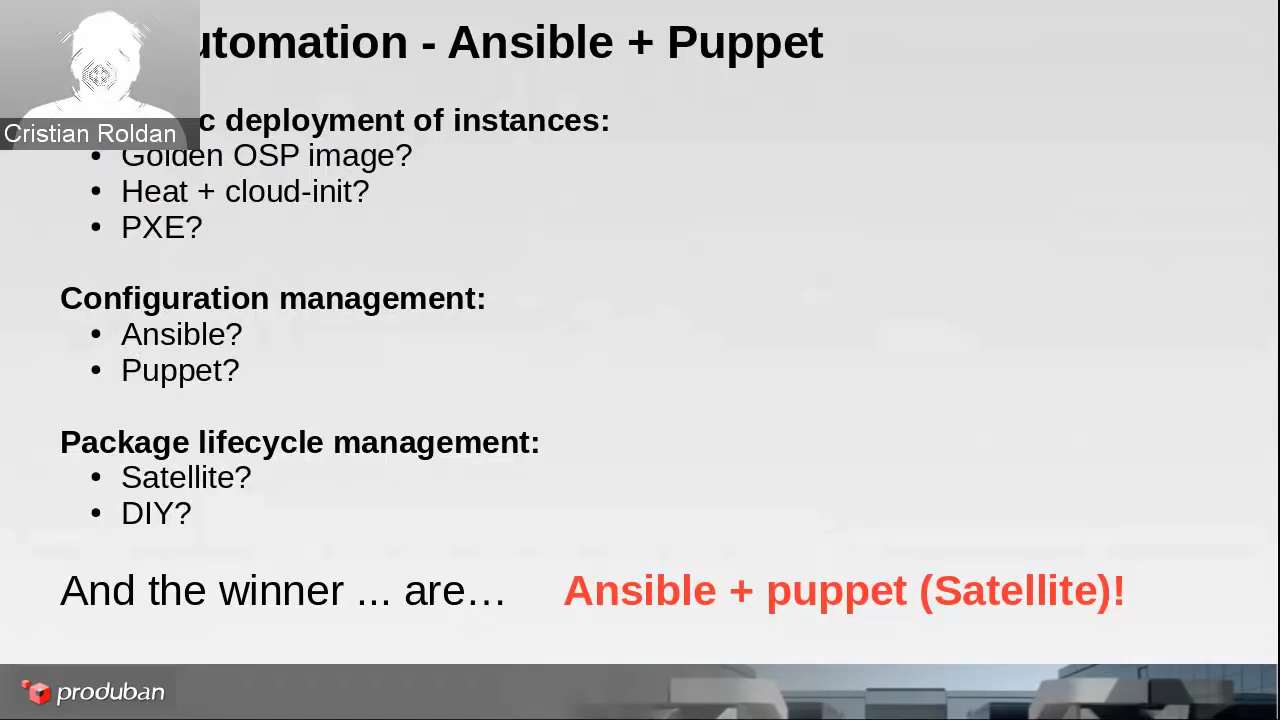 utomation - Ansible + Puppet
c deployment of instances:
Cristian Roldan
• Golden OSP image?
• Heat + cloud-init?
• PXE?
Configuration management:
• Ansible?
• Puppet?
Package lifecycle management:
• Satellite?
• DIY?
And the winner ... are… Ansible + puppet (Satellite)!
produban